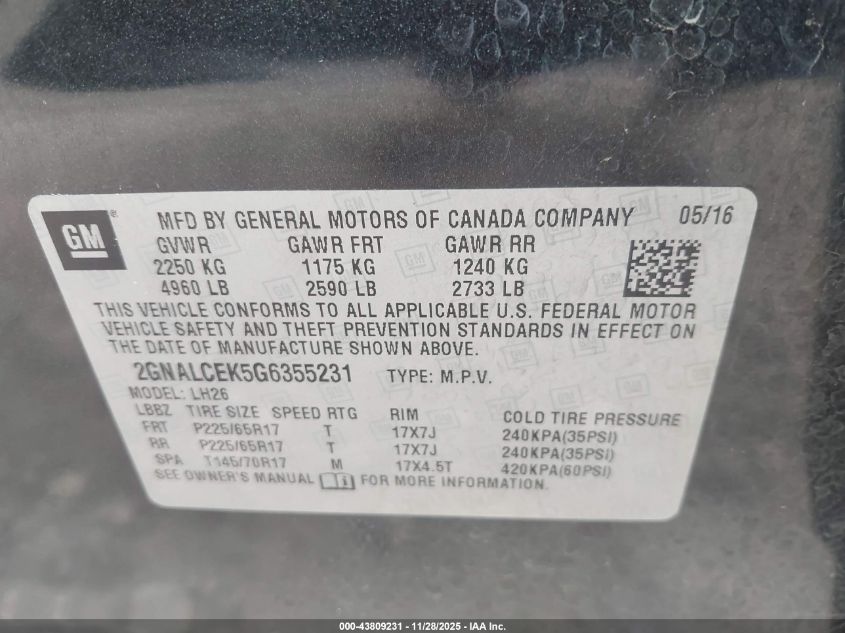 GM
MFD BY GENERAL MOTORS OF CANADA COMPANY 05/16
GVWR GAWR FRT GAWR RR
2250 KG 1175 KG 1240 KG
4960 LB 2590 LB 2733 LB
THIS VEHICLE CONFORMS TO ALL APPLICABLE U.S. FEDERAL MOTOR
VEHICLE SAFETY AND THEFT PREVENTION STANDARDS IN EFFECT ON
THE DATE OF MANUFACTURE SHOWN ABOVE.
2GNALCEK5G6355231 TYPE: M.P.V.
MODEL: LH26
LBBZ TIRE SIZE SPEED RTG RIM COLD TIRE PRESSURE
FRT P225/65R17 T 17X7J 240KPA(35PSI)
RR P225/65R17 T 17X7J 240KPA(35PSI)
SPA T145/70R17 M 17X4.5T 420KPA(60PSI)
SEE OWNER'S MANUAL FOR MORE INFORMATION.
000-43809231 - 11/28/2025 - IAA Inc.